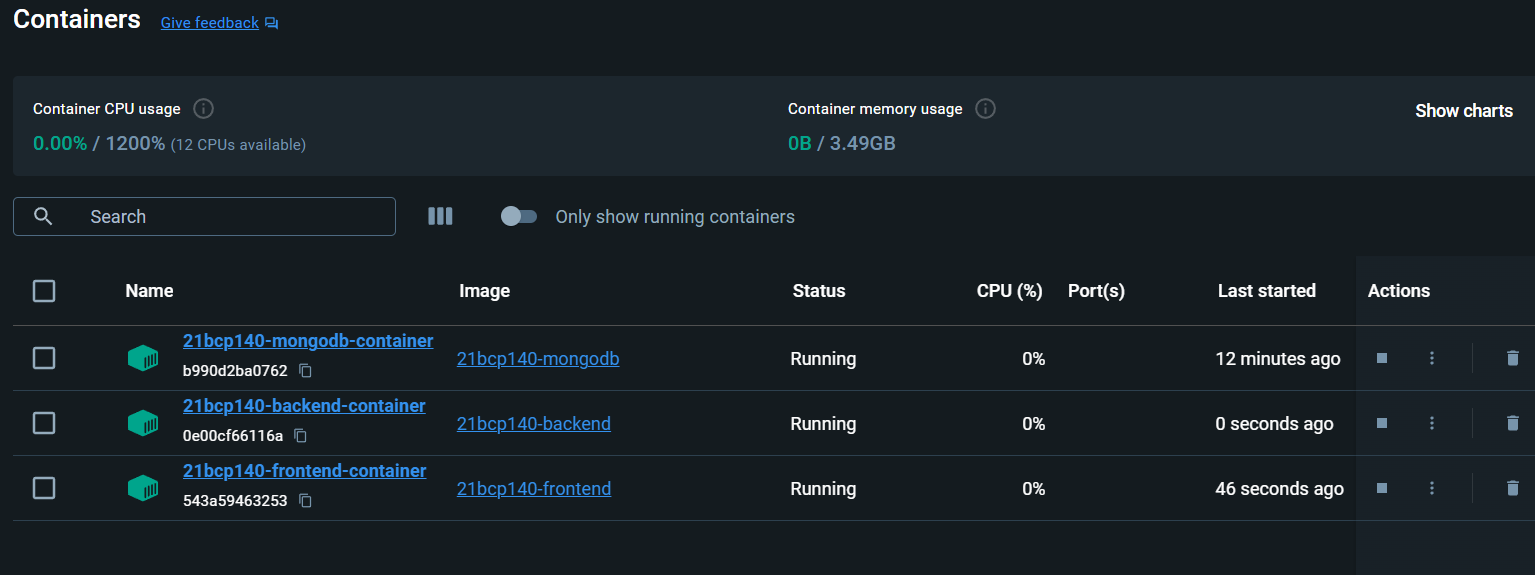 Containers Give feedback
Container CPU usage
0.00% / 1200% (12 CPUs available)
Container memory usage
0B / 3.49GB
Show charts
Search
Only show running containers
Name Image Status CPU (%) Port(s) Last started Actions
21bcp140-mongodb-container
b990d2ba0762
21bcp140-mongodb Running 0% 12 minutes ago
21bcp140-backend-container
0e00cf66116a
21bcp140-backend Running 0% 0 seconds ago
21bcp140-frontend-container
543a59463253
21bcp140-frontend Running 0% 46 seconds ago